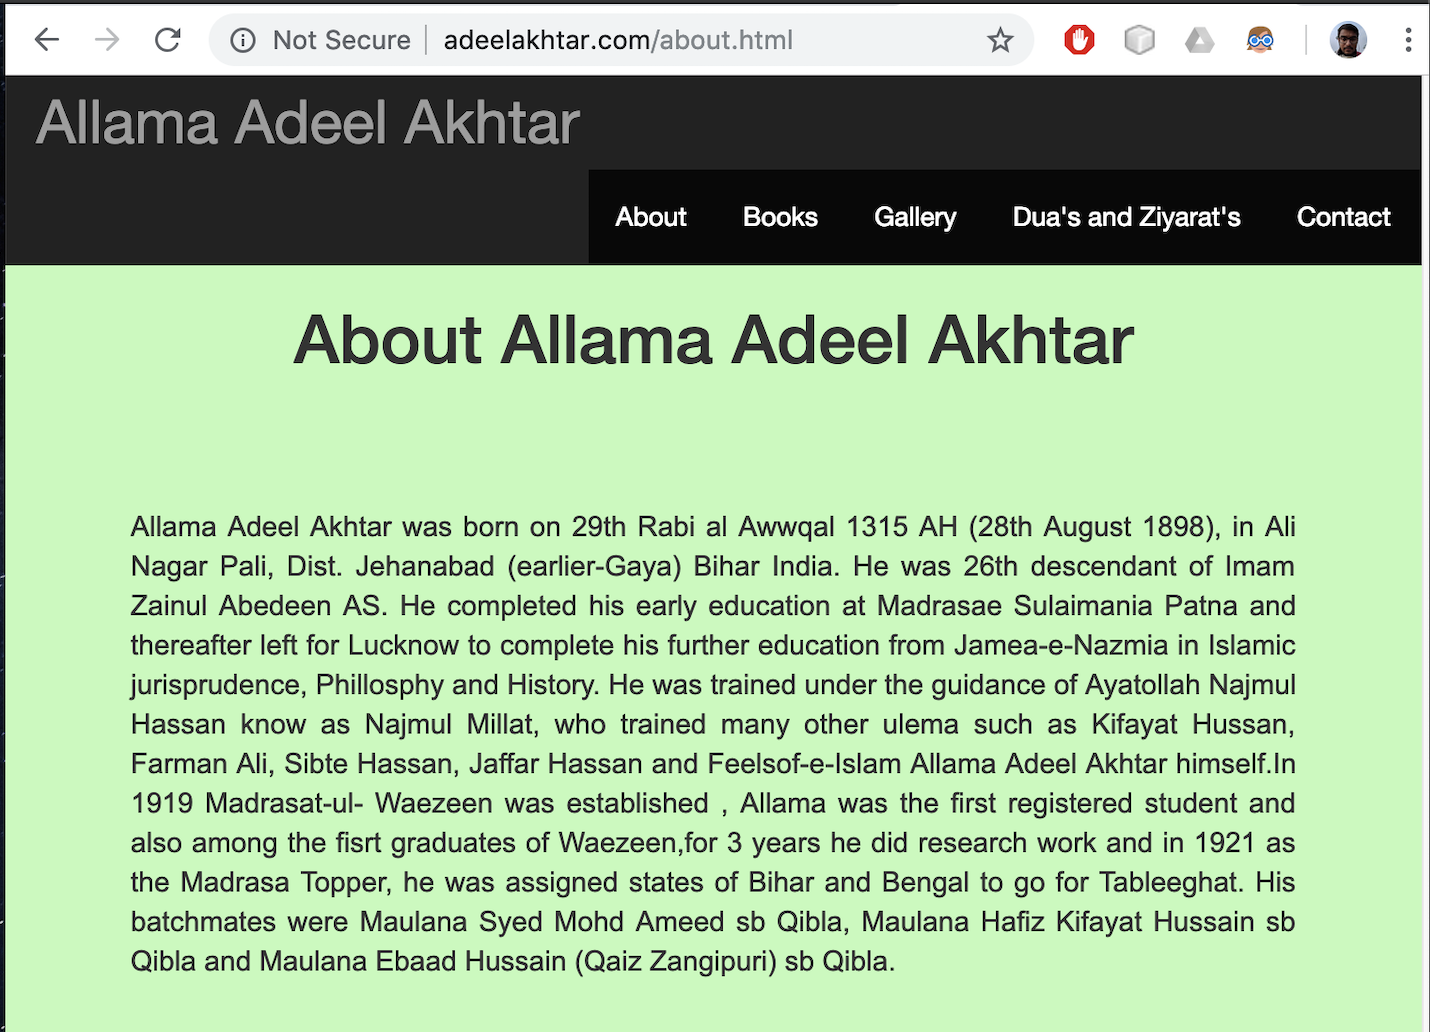 Not Secure | adeelakhtar.com/about.html
Allama Adeel Akhtar
About Books Gallery Dua's and Ziyarat's Contact
About Allama Adeel Akhtar
Allama Adeel Akhtar was born on 29th Rabi al Awwqal 1315 AH (28th August 1898), in Ali
Nagar Pali, Dist. Jehanabad (earlier-Gaya) Bihar India. He was 26th descendant of Imam
Zainul Abedeen AS. He completed his early education at Madrasae Sulaimania Patna and
thereafter left for Lucknow to complete his further education from Jamea-e-Nazmia in Islamic
jurisprudence, Phillosphy and History. He was trained under the guidance of Ayatollah Najmul
Hassan know as Najmul Millat, who trained many other ulema such as Kifayat Hussan,
Farman Ali, Sibte Hassan, Jaffar Hassan and Feelsof-e-Islam Allama Adeel Akhtar himself.In
1919 Madrasat-ul- Waezeen was established , Allama was the first registered student and
also among the fisrt graduates of Waezeen,for 3 years he did research work and in 1921 as
the Madrasa Topper, he was assigned states of Bihar and Bengal to go for Tableeghat. His
batchmates were Maulana Syed Mohd Ameed sb Qibla, Maulana Hafiz Kifayat Hussain sb
Qibla and Maulana Ebaad Hussain (Qaiz Zangipuri) sb Qibla.